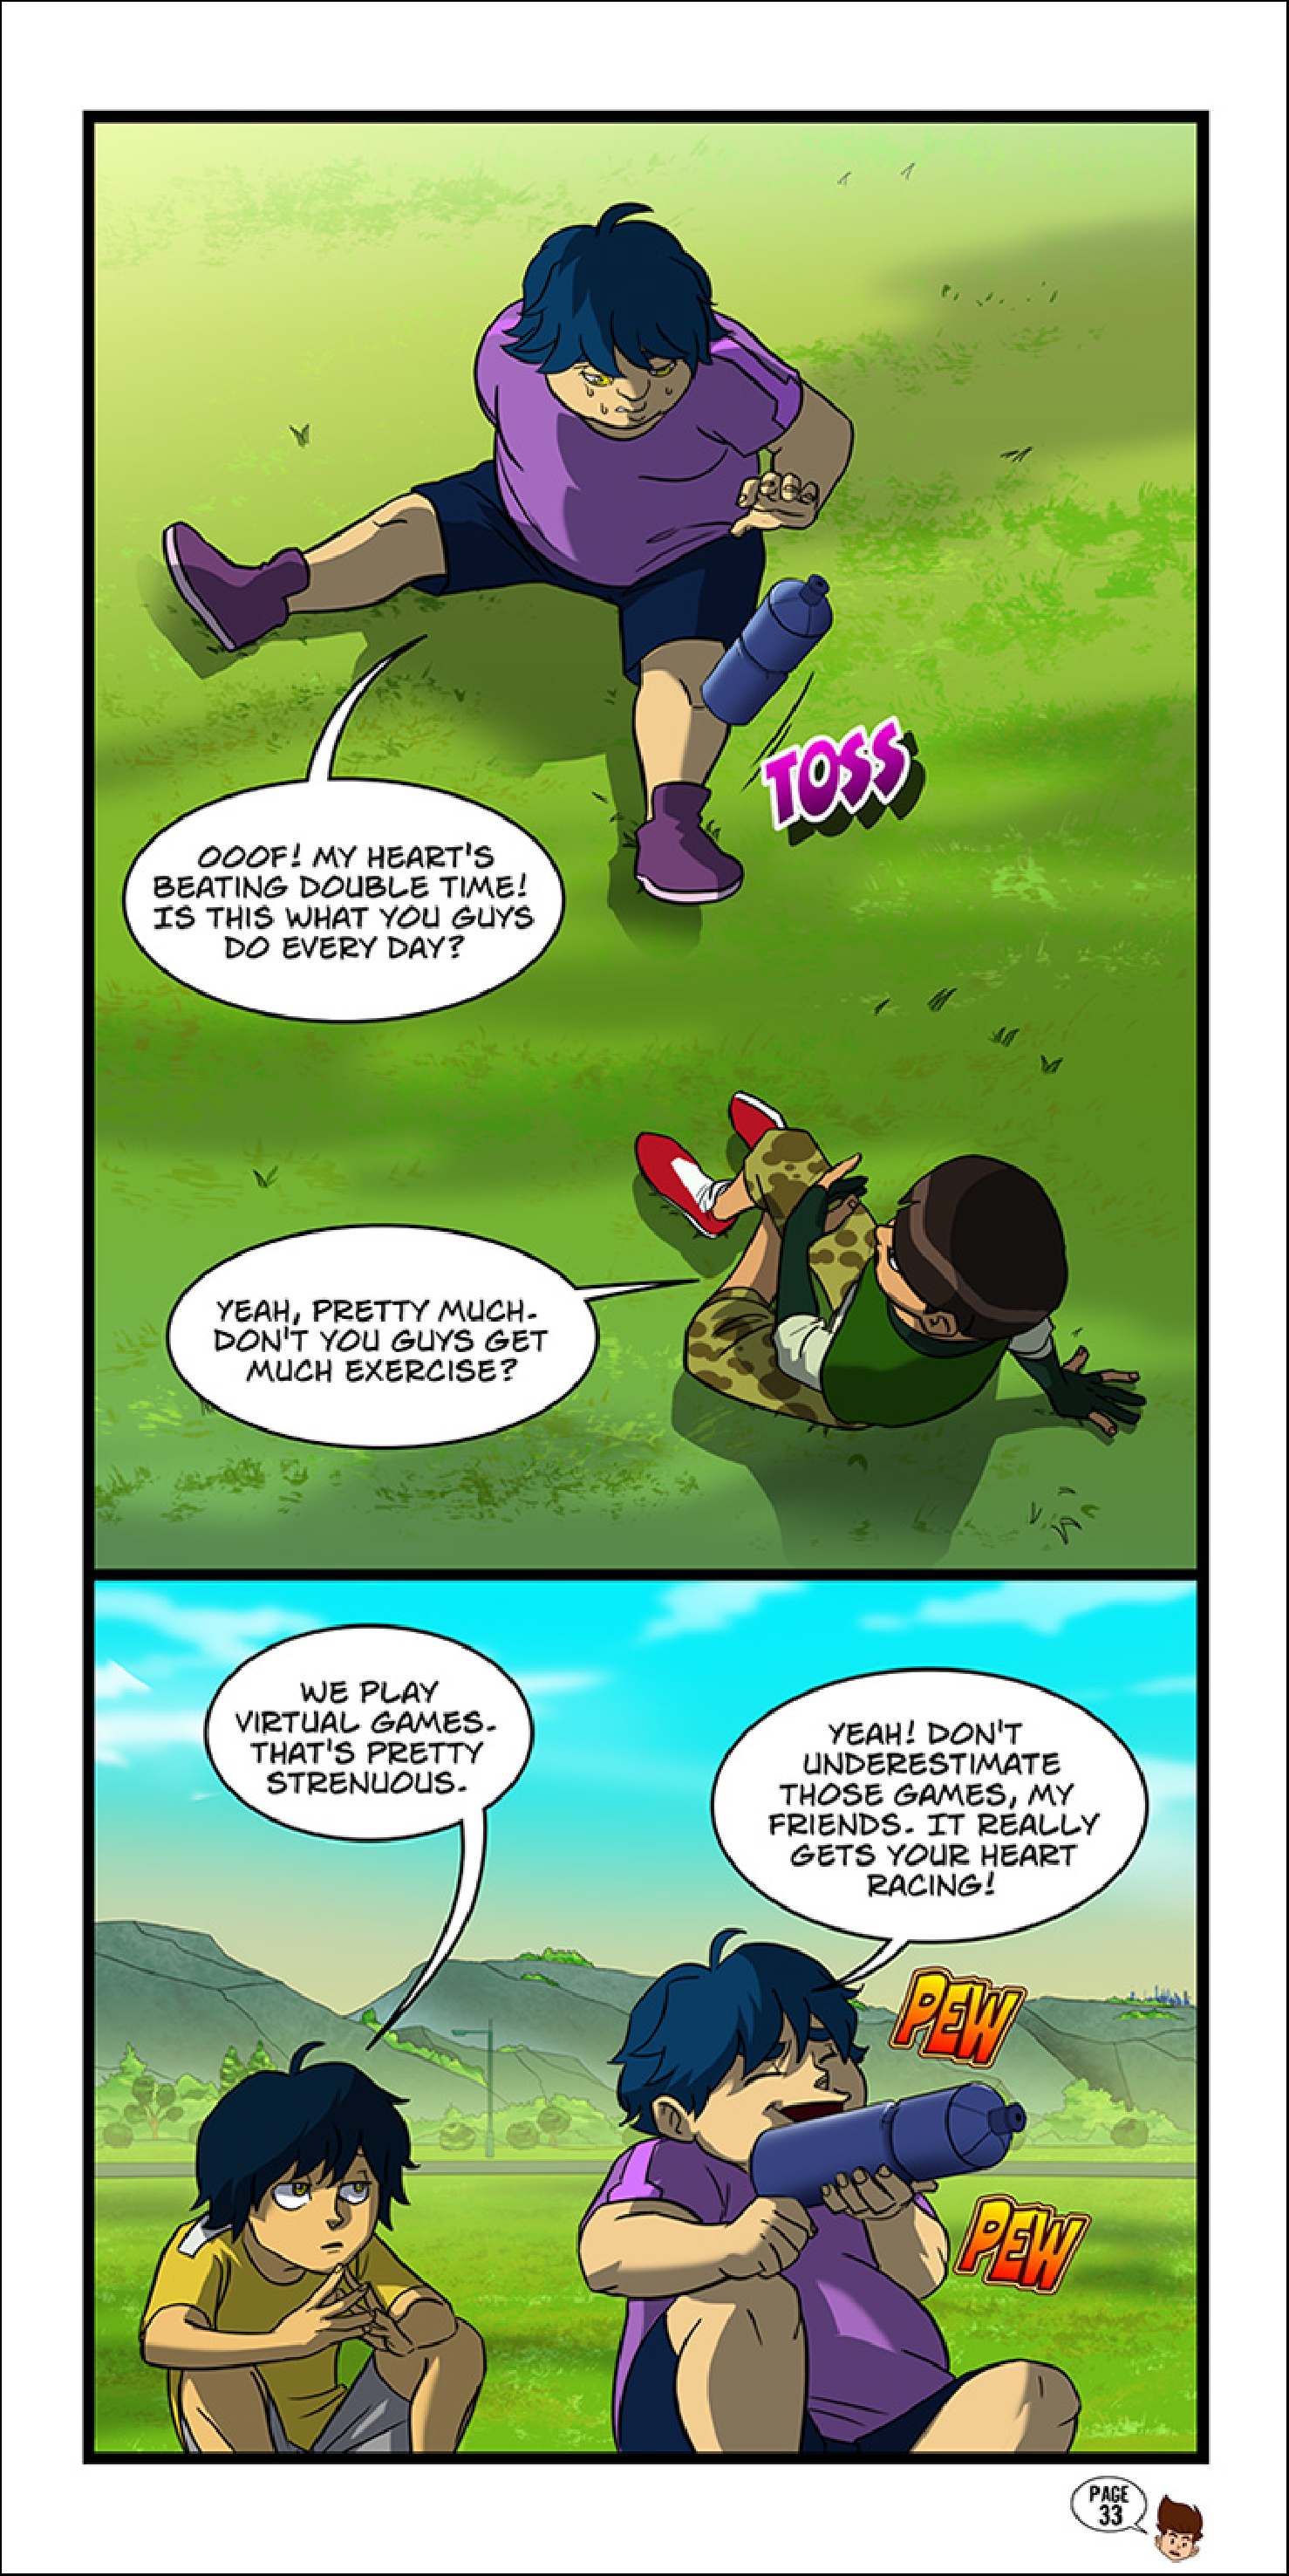 TOSS
OOOF! MY HEART'S
BEATING DOUBLE TIME!
IS THIS WHAT YOU GUYS
DO EVERY DAY?
YEAH, PRETTY MUCH.
DON'T YOU GUYS GET
MUCH EXERCISE?
WE PLAY
VIRTUAL GAMES.
THAT'S PRETTY
STRENUOUS.
YEAH! DON'T
UNDERESTIMATE
THOSE GAMES, MY
FRIENDS. IT REALLY
GETS YOUR HEART
RACING!
PEW
PEW
PAGE
33